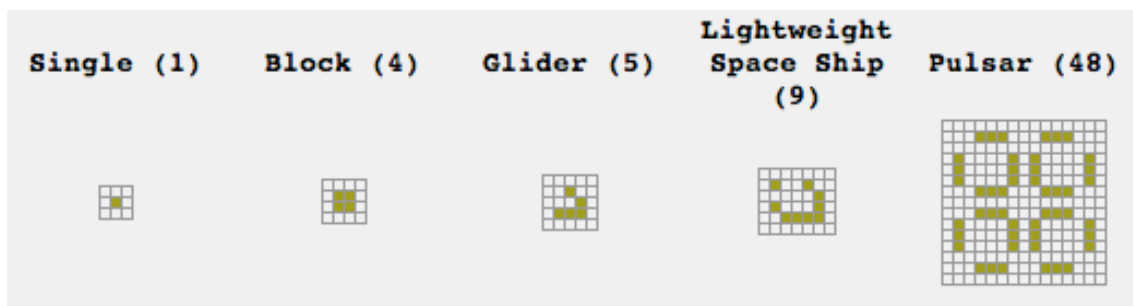 Single (1)
Block (4)
Glider (5)
Lightweight
Space Ship
(9)
Pulsar (48)